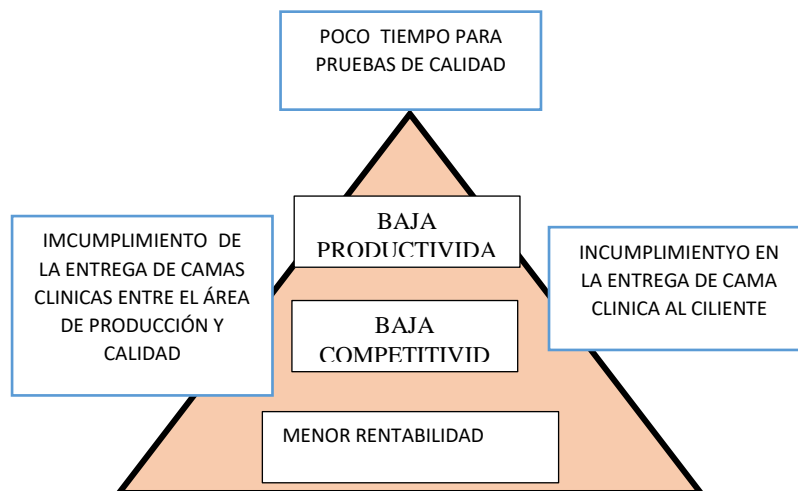 POCO TIEMPO PARA
PRUEBAS DE CALIDAD
BAJA
PRODUCTIVIDA
IMCUMPLIMIENTO DE
LA ENTREGA DE CAMAS
CLINICAS ENTRE EL ÁREA
DE PRODUCCIÓN Y
CALIDAD
INCUMPLIMIENTYO EN
LA ENTREGA DE CAMA
CLINICA AL CILIENTE
BAJA
COMPETITIVID
MENOR RENTABILIDAD